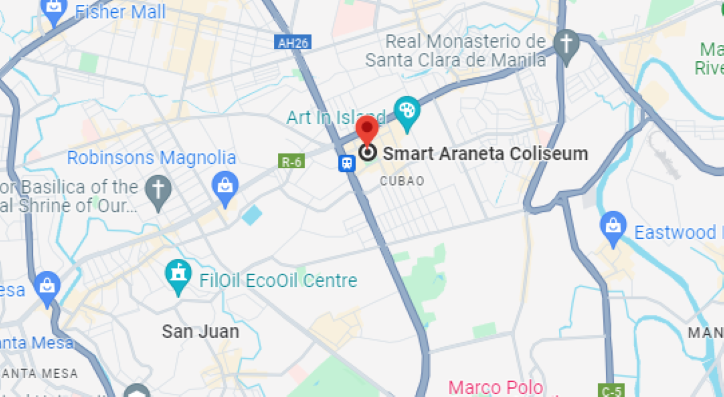 Fisher Mall
AH26
Real Monasterio de
Santa Clara de Manila
Ma
Rive
Art In Island
Smart Araneta Coliseum
Robinsons Magnolia
R-6
CUBAO
or Basilica of the
al Shrine of Our...
Eastwood
FilOil EcoOil Centre
esa
San Juan
anta Mesa
MAN
ANTA MESA
Marco Polo
C-5